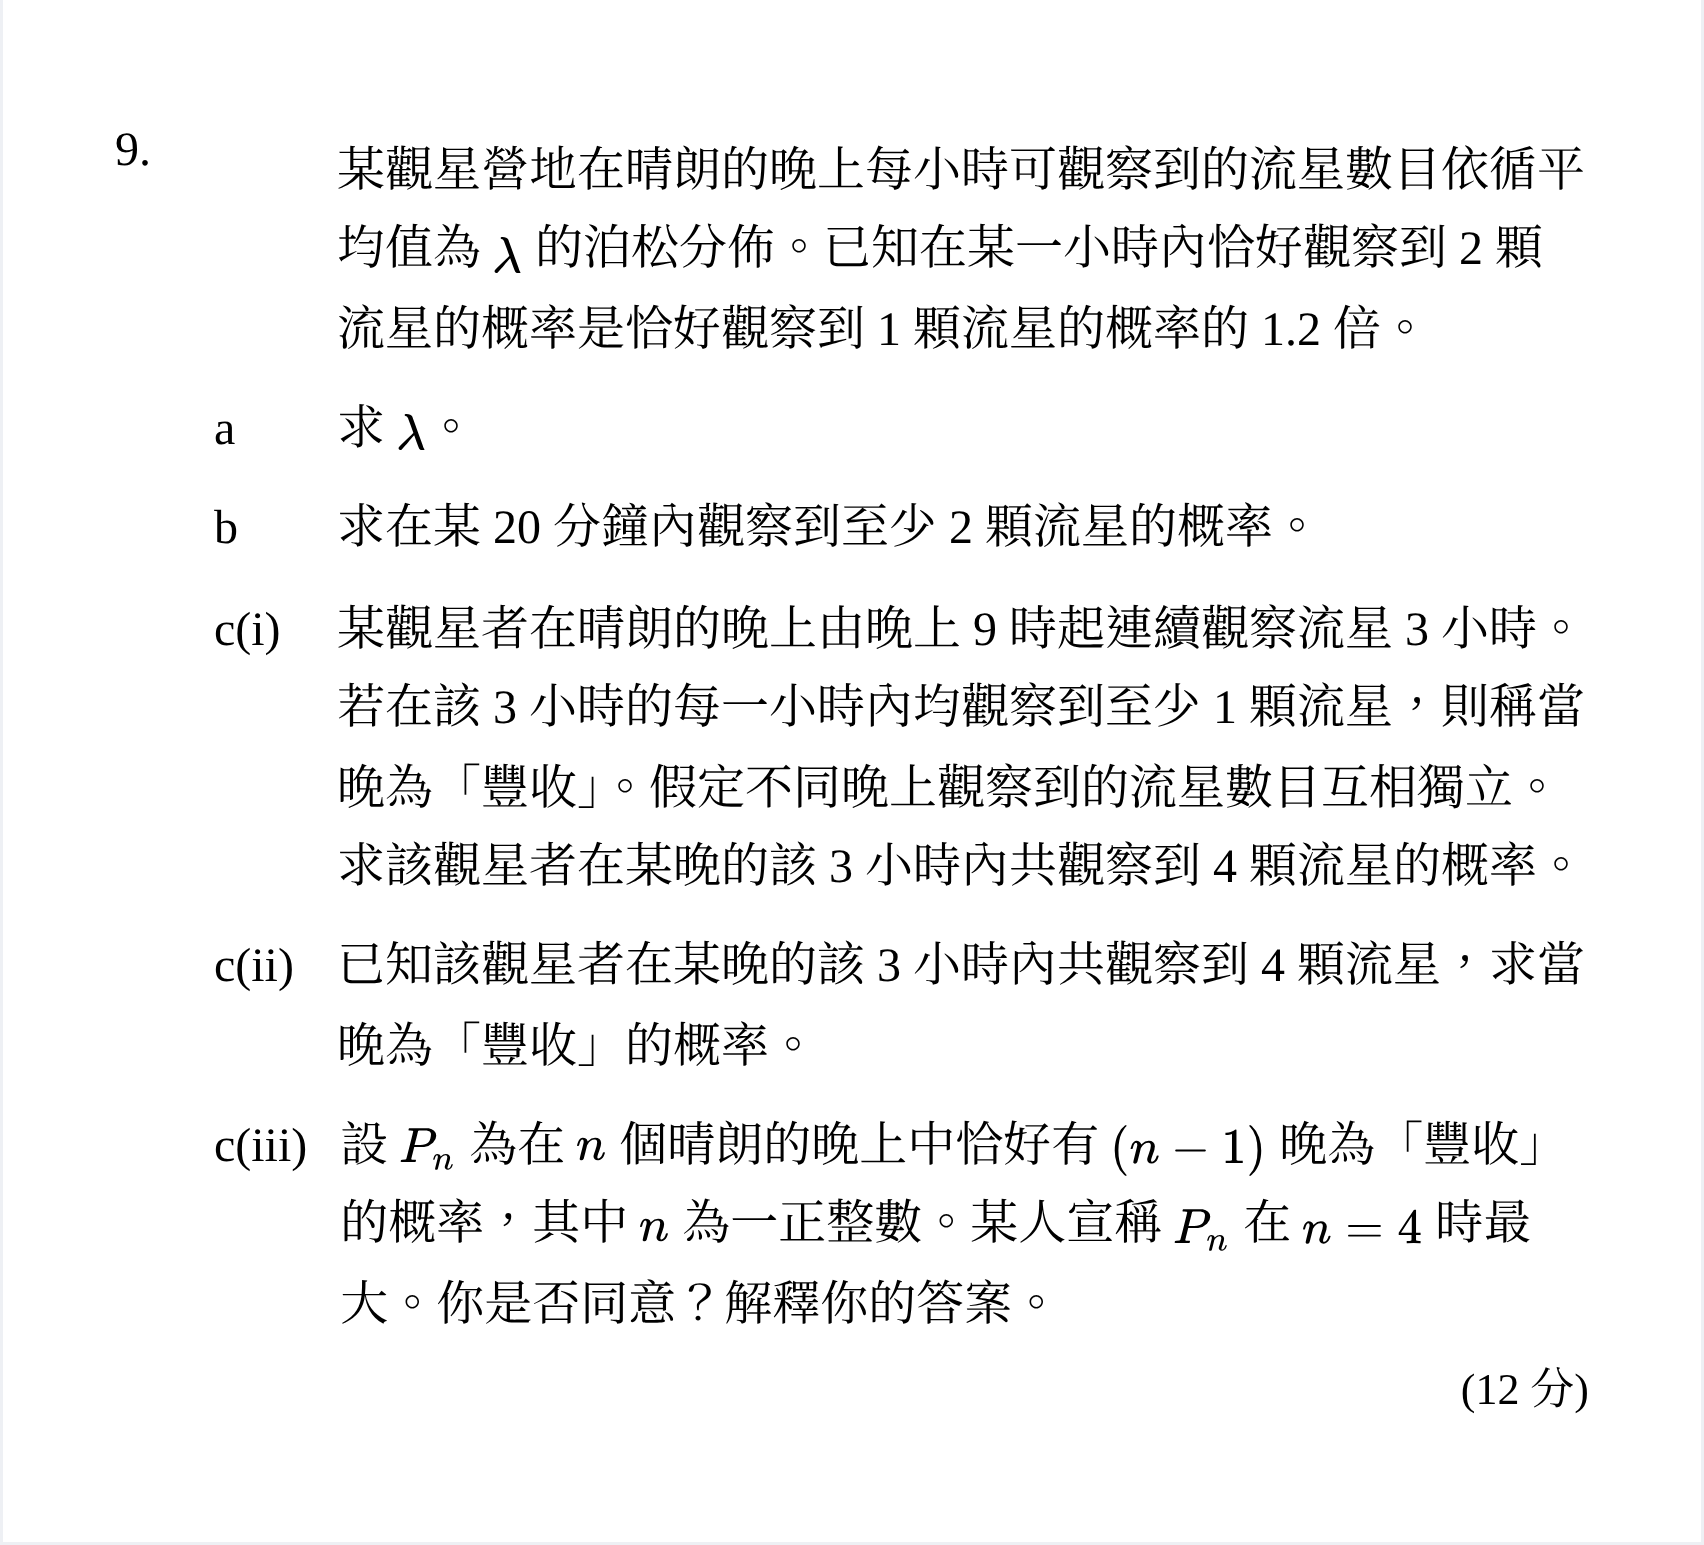 9. 某觀星營地在晴朗的晚上每小時可觀察到的流星數目依循平
均值為 λ 的泊松分佈。已知在某一小時內恰好觀察到 2 顆
流星的概率是恰好觀察到 1 顆流星的概率的 1.2 倍。
a 求 λ。
b 求在某 20 分鐘內觀察到至少 2 顆流星的概率。
c(i) 某觀星者在晴朗的晚上由晚上 9 時起連續觀察流星 3 小時。
若在該 3 小時的每一小時內均觀察到至少 1 顆流星，則稱當
晚為「豐收」。假定不同晚上觀察到的流星數目互相獨立。
求該觀星者在某晚的該 3 小時內共觀察到 4 顆流星的概率。
c(ii) 已知該觀星者在某晚的該 3 小時內共觀察到 4 顆流星，求當
晚為「豐收」的概率。
c(iii) 設 Pₙ 為在 n 個晴朗的晚上中恰好有 (n − 1) 晚為「豐收」
的概率，其中 n 為一正整數。某人宣稱 Pₙ 在 n = 4 時最
大。你是否同意？解釋你的答案。
(12 分)